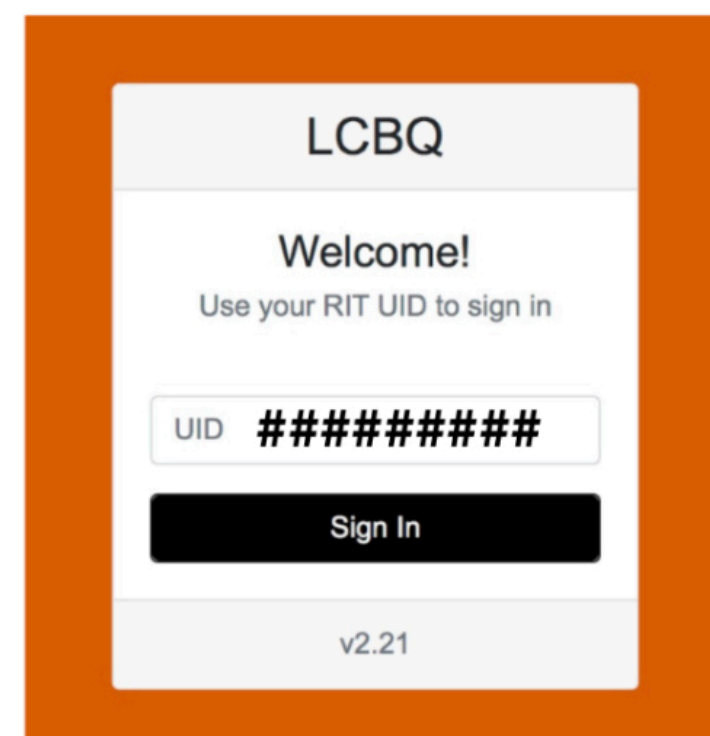 LCBQ
Welcome!
Use your RIT UID to sign in
UID #########
Sign In
v2.21